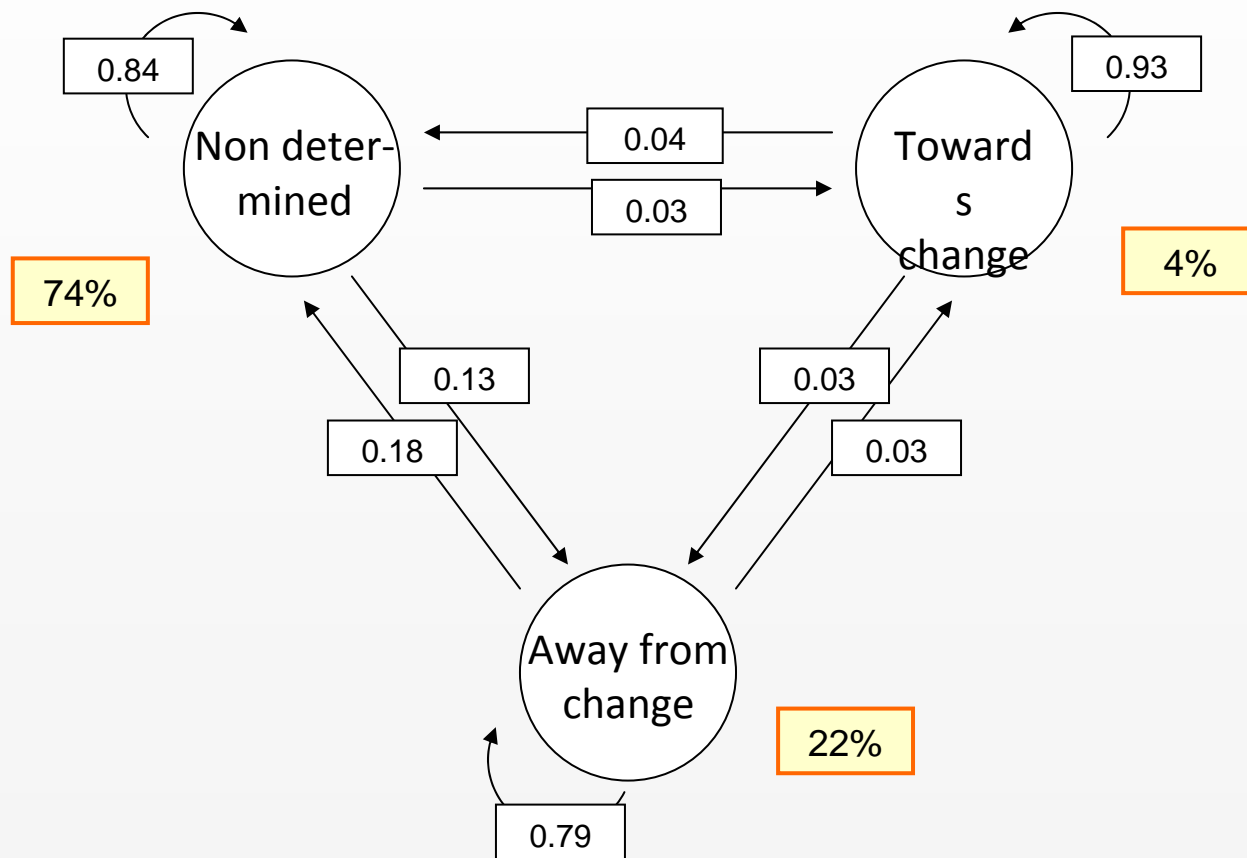 0.84
0.93
Non deter-
mined
0.04
0.03
Toward
s
change
74%
4%
0.13
0.03
0.18
0.03
Away from
change
22%
0.79